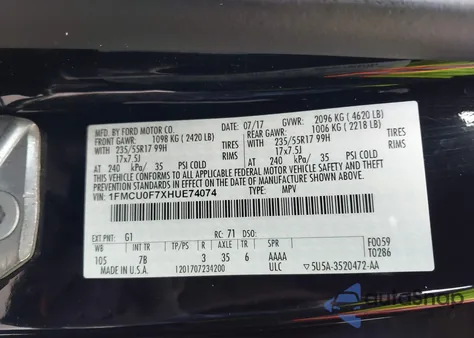 MFD. BY FORD MOTOR CO.
07/17 GVWR: 2096 KG ( 4620 LB)
FRONT GAWR: 1098 KG ( 2420 LB) REAR GAWR: 1006 KG ( 2218 LB)
WITH 235/55R17 99H TIRES WITH 235/55R17 99H TIRES
17x7.5J RIMS 17x7.5J RIMS
AT 240 kPa/ 35 PSI COLD AT 240 kPa/ 35 PSI COLD
THIS VEHICLE CONFORMS TO ALL APPLICABLE FEDERAL MOTOR VEHICLE SAFETY, BUMPER, AND THEFT
PREVENTION STANDARDS IN EFFECT ON THE DATE OF MANUFACTURE SHOWN ABOVE.
VIN: 1FMCU0F7XHUE74074 TYPE: MPV
EXT PNT: G1 RC: 71 DSO:
WB INT TR TP/PS R AXLE TR SPR F0059
105 7B 3 35 6 AAAA T0286
MADE IN U.S.A. 1201707234200 ULC 5U5A-3520472-AA
autosnap